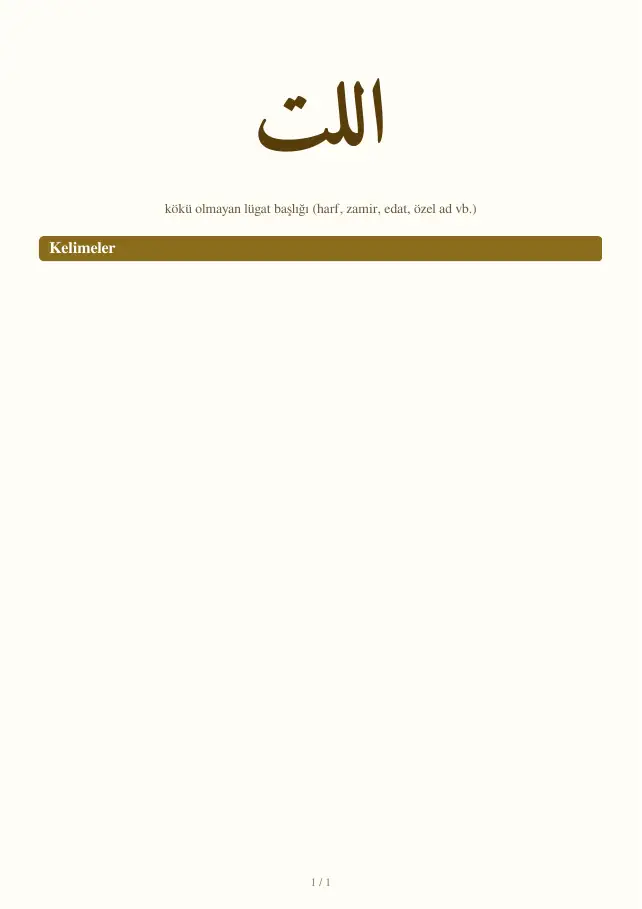 اللت
kökü olmayan lügat başlığı (harf, zamir, edat, özel ad vb.)
Kelimeler
1 / 1